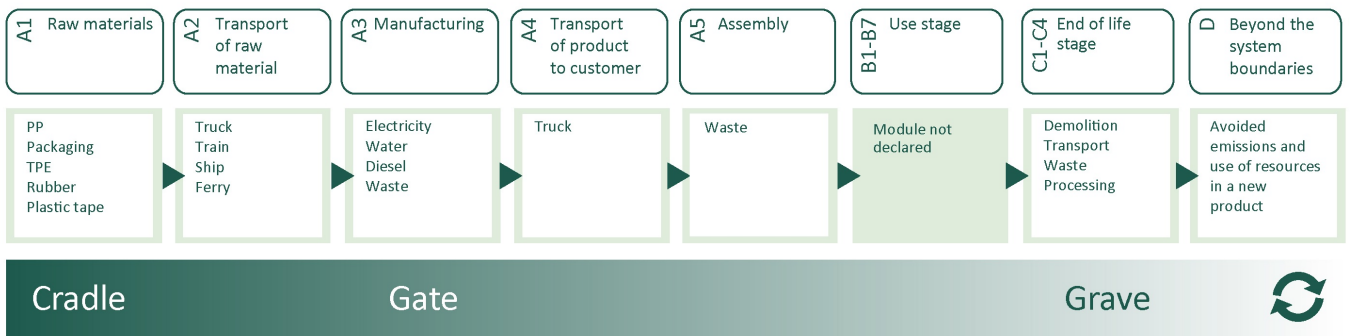 A1
Raw materials
A2
Transport
of raw
material
A3
Manufacturing
A4
Transport
of product
to customer
A5
Assembly
B1-B7
Use stage
C1-C4
End of life
stage
D
Beyond the
system
boundaries
PP
Packaging
TPE
Rubber
Plastic tape
Truck
Train
Ship
Ferry
Electricity
Water
Diesel
Waste
Truck
Waste
Module not
declared
Demolition
Transport
Waste
Processing
Avoided
emissions and
use of resources
in a new
product
Cradle
Gate
Grave